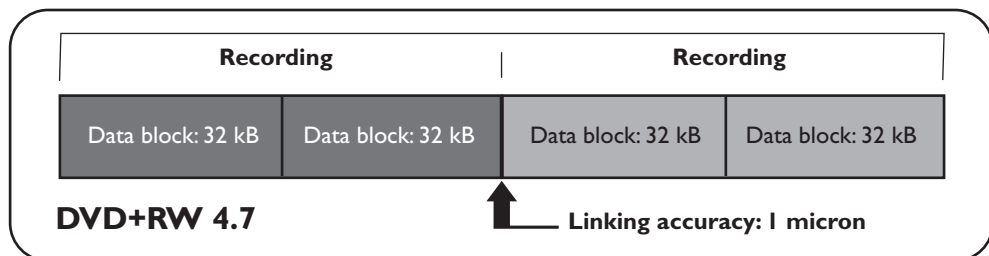 Recording Recording
Data block: 32 kB Data block: 32 kB Data block: 32 kB Data block: 32 kB
DVD+RW 4.7 Linking accuracy: 1 micron